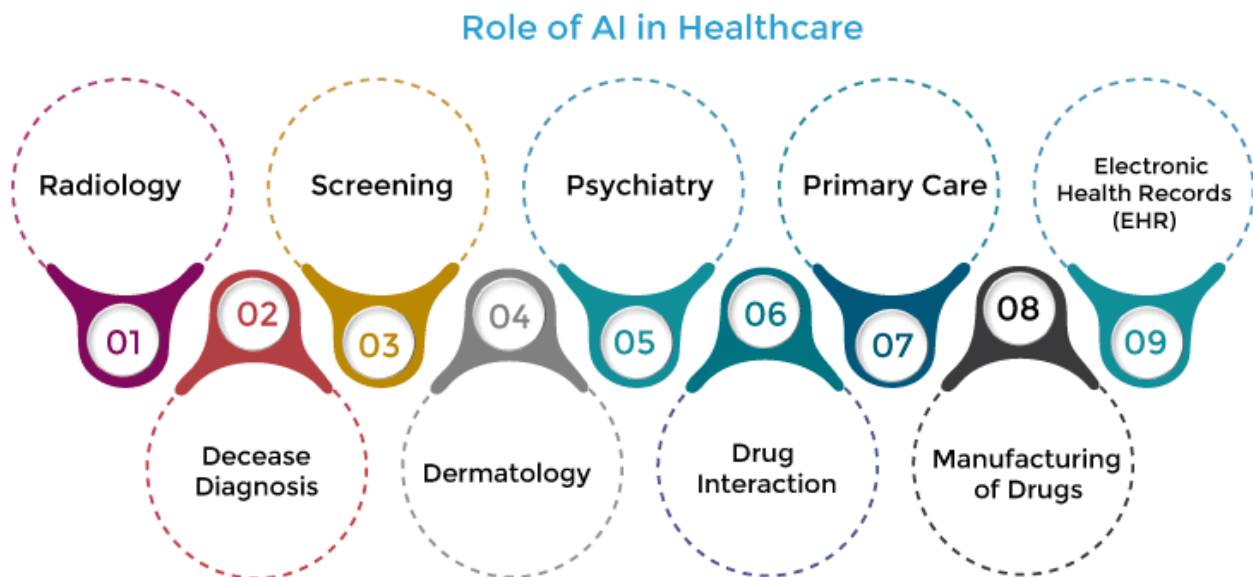 Role of AI in Healthcare
Radiology
01
02
Decease
Diagnosis
Screening
03
04
Dermatology
Psychiatry
05
06
Drug
Interaction
Primary Care
07
08
Manufacturing
of Drugs
Electronic
Health Records
(EHR)
09